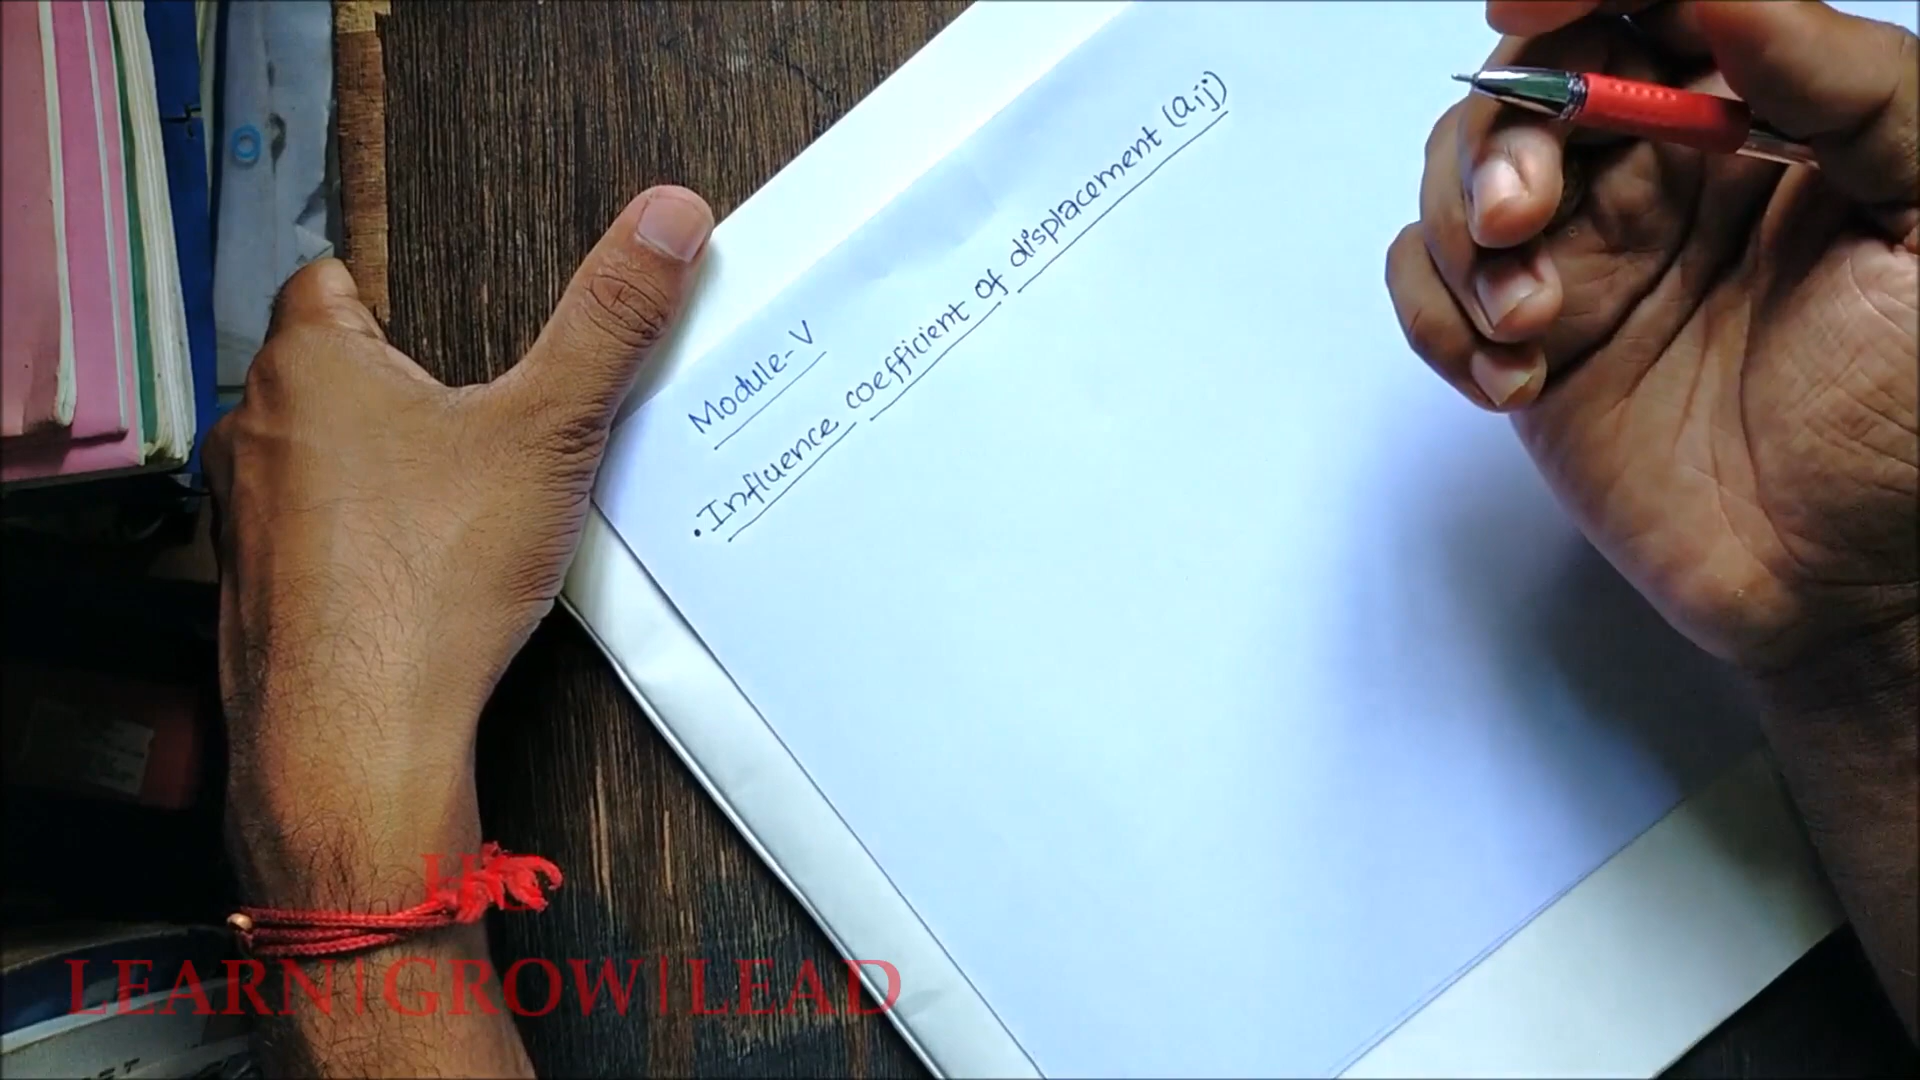 Module-V
• Influence coefficient of displacement (aij)
LEARN|GROW|LEAD